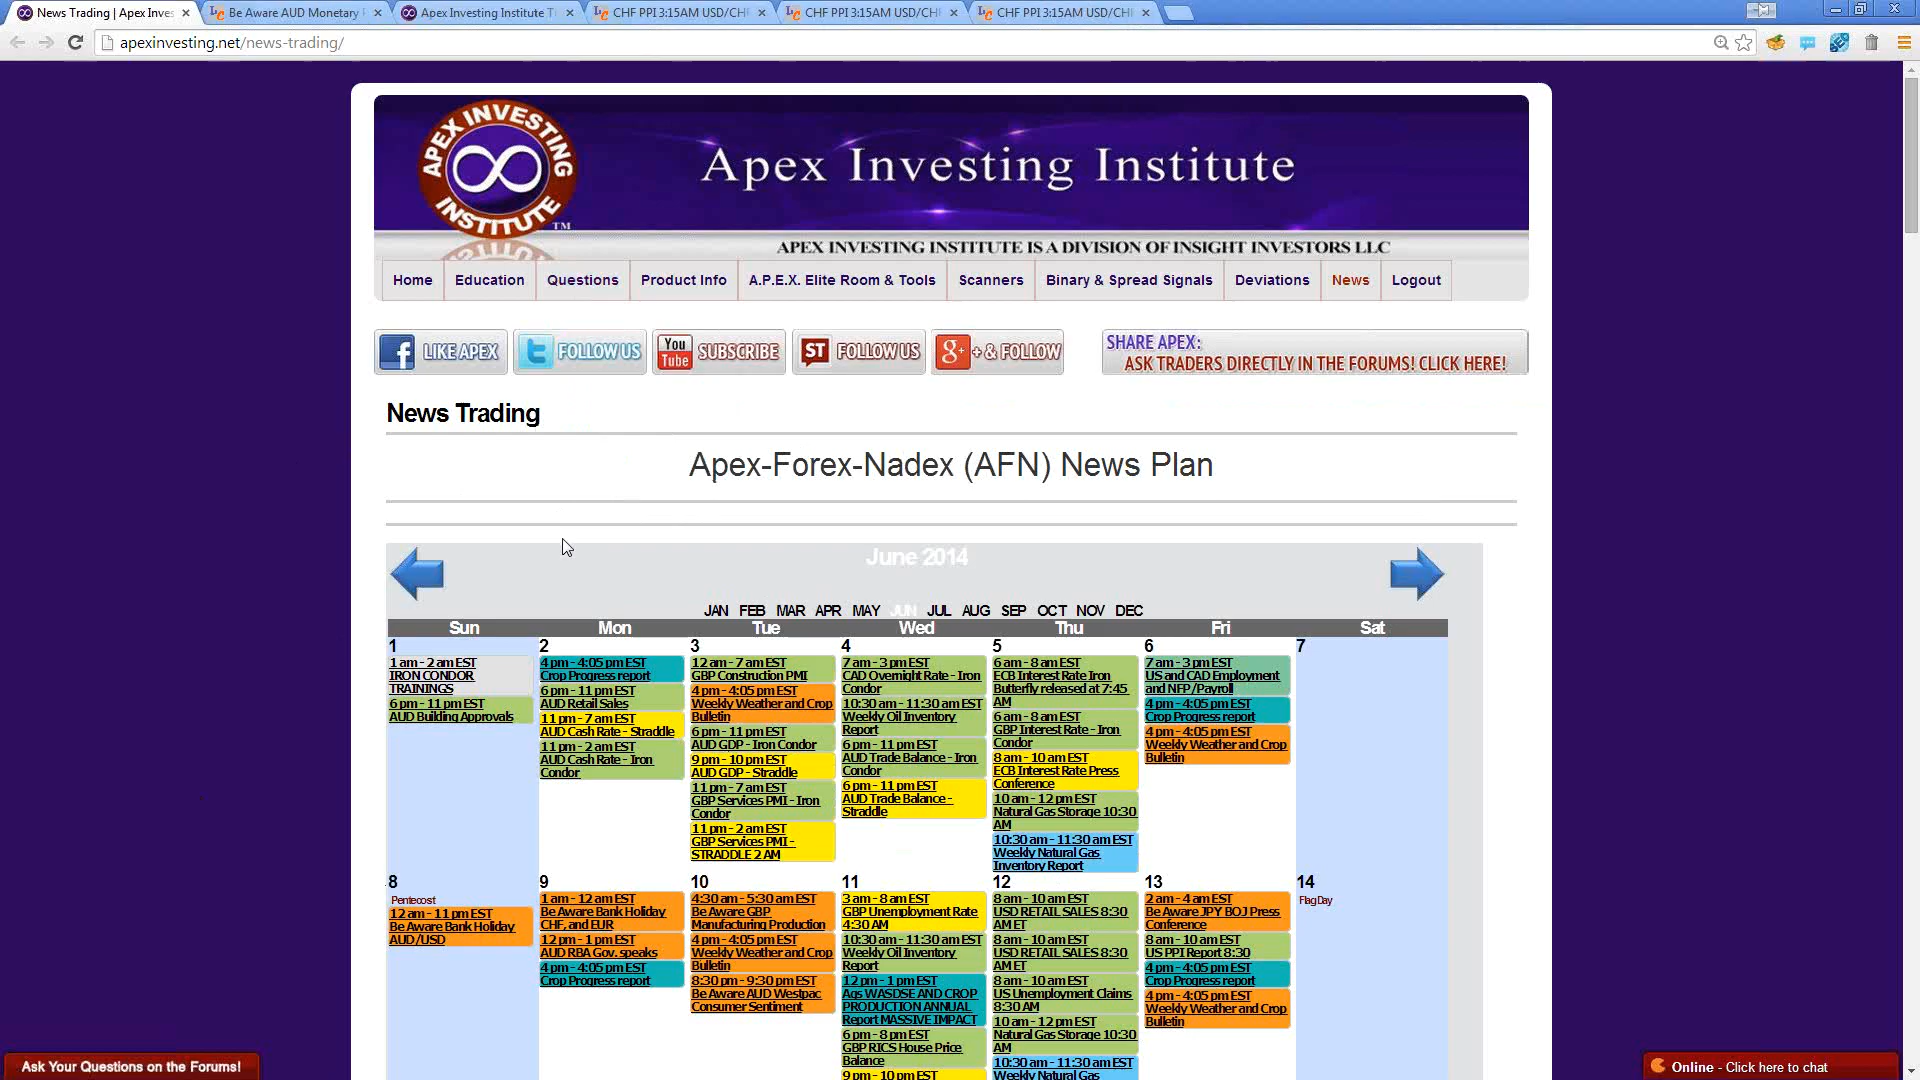 News Trading | Apex Inves
Be Aware AUD Monetary
Apex Investing Institute T
CHF PPI 3:15AM USD/CHF
CHF PPI 3:15AM USD/CHF
CHF PPI 3:15AM USD/CHF
apexinvesting.net/news-trading/
APEX INVESTING
INSTITUTE
TM
Apex Investing Institute
APEX INVESTING INSTITUTE IS A DIVISION OF INSIGHT INVESTORS LLC
Home Education Questions Product Info A.P.E.X. Elite Room & Tools Scanners Binary & Spread Signals Deviations News Logout
LIKE APEX
FOLLOW US
You Tube SUBSCRIBE
ST FOLLOW US
g+ + & FOLLOW
SHARE APEX:
ASK TRADERS DIRECTLY IN THE FORUMS! CLICK HERE!
News Trading
Apex-Forex-Nadex (AFN) News Plan
June 2014
JAN FEB MAR APR MAY JUN JUL AUG SEP OCT NOV DEC
Sun Mon Tue Wed Thu Fri Sat
1
1 am - 2 am EST
IRON CONDOR
TRAININGS
6 pm - 11 pm EST
AUD Building Approvals
2
4 pm - 4:05 pm EST
Crop Progress report
6 pm - 11 pm EST
AUD Retail Sales
11 pm - 7 am EST
AUD Cash Rate - Straddle
11 pm - 2 am EST
AUD Cash Rate - Iron
Condor
3
12 am - 7 am EST
GBP Construction PMI
4 pm - 4:05 pm EST
Weekly Weather and Crop
Bulletin
6 pm - 11 pm EST
AUD GDP - Iron Condor
9 pm - 10 pm EST
AUD GDP - Straddle
11 pm - 7 am EST
GBP Services PMI - Iron
Condor
11 pm - 2 am EST
GBP Services PMI -
STRADDLE 2 AM
4
7 am - 3 pm EST
CAD Overnight Rate - Iron
Condor
10:30 am - 11:30 am EST
Weekly Oil Inventory
Report
6 pm - 11 pm EST
AUD Trade Balance - Iron
Condor
6 pm - 11 pm EST
AUD Trade Balance -
Straddle
5
6 am - 8 am EST
ECB Interest Rate Iron
Butterfly released at 7:45
AM
6 am - 8 am EST
GBP Interest Rate - Iron
Condor
8 am - 10 am EST
ECB Interest Rate Press
Conference
10 am - 12 pm EST
Natural Gas Storage 10:30
AM
10:30 am - 11:30 am EST
Weekly Natural Gas
Inventory Report
6
7 am - 3 pm EST
US and CAD Employment
and NFP/Payroll
4 pm - 4:05 pm EST
Crop Progress report
4 pm - 4:05 pm EST
Weekly Weather and Crop
Bulletin
7
8
Pentecost
12 am - 11 pm EST
Be Aware Bank Holiday
AUD/USD
9
1 am - 12 am EST
Be Aware Bank Holiday
CHF, and EUR
12 pm - 1 pm EST
AUD RBA Gov. speaks
4 pm - 4:05 pm EST
Crop Progress report
10
4:30 am - 5:30 am EST
Be Aware GBP
Manufacturing Production
4 pm - 4:05 pm EST
Weekly Weather and Crop
Bulletin
8:30 pm - 9:30 pm EST
Be Aware AUD Westpac
Consumer Sentiment
11
3 am - 8 am EST
GBP Unemployment Rate
4:30 AM
10:30 am - 11:30 am EST
Weekly Oil Inventory
Report
12 pm - 1 pm EST
Ags WASDSE AND CROP
PRODUCTION ANNUAL
Report MASSIVE IMPACT
6 pm - 8 pm EST
GBP RICS House Price
Balance
9 pm - 10 pm EST
12
8 am - 10 am EST
USD RETAIL SALES 8:30
AM ET
8 am - 10 am EST
USD RETAIL SALES 8:30
AM ET
8 am - 10 am EST
US Unemployment Claims
8:30 AM
10 am - 12 pm EST
Natural Gas Storage 10:30
AM
10:30 am - 11:30 am EST
Weekly Natural Gas
13
2 am - 4 am EST
Be Aware JPY BOJ Press
Conference
8 am - 10 am EST
US PPI Report 8:30
4 pm - 4:05 pm EST
Crop Progress report
4 pm - 4:05 pm EST
Weekly Weather and Crop
Bulletin
14
Flag Day
Ask Your Questions on the Forums!
Online - Click here to chat